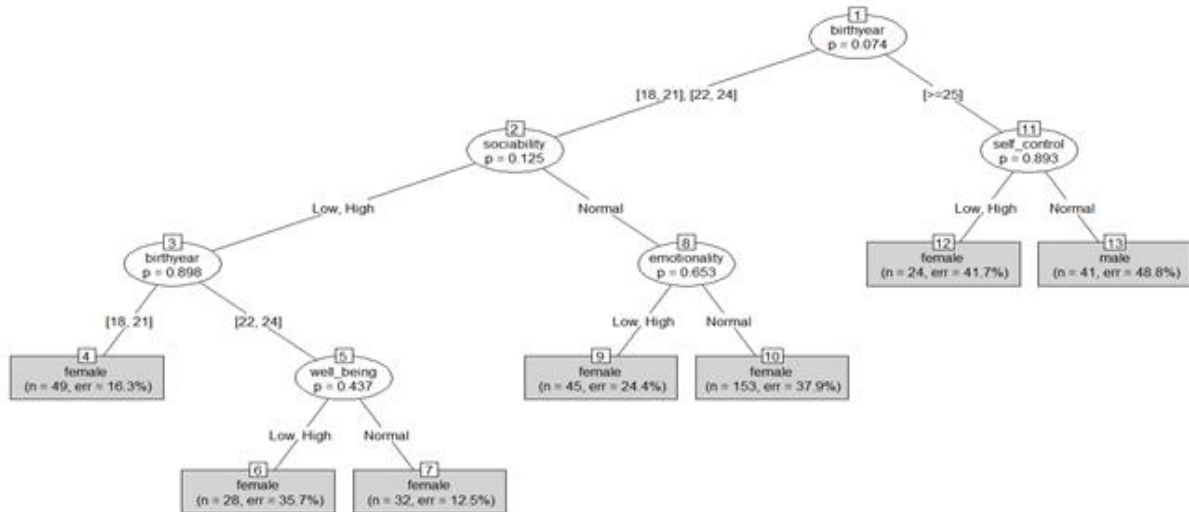 1
birthyear
p = 0.074
[18, 21], [22, 24]
[>=25]
2
sociability
p = 0.125
11
self_control
p = 0.893
Low, High
Normal
Low, High
Normal
3
birthyear
p = 0.898
8
emotionality
p = 0.653
12
female
(n = 24, err = 41.7%)
13
male
(n = 41, err = 48.8%)
[18, 21]
[22, 24]
Low, High
Normal
4
female
(n = 49, err = 16.3%)
5
well_being
p = 0.437
9
female
(n = 45, err = 24.4%)
10
female
(n = 153, err = 37.9%)
Low, High
Normal
6
female
(n = 28, err = 35.7%)
7
female
(n = 32, err = 12.5%)